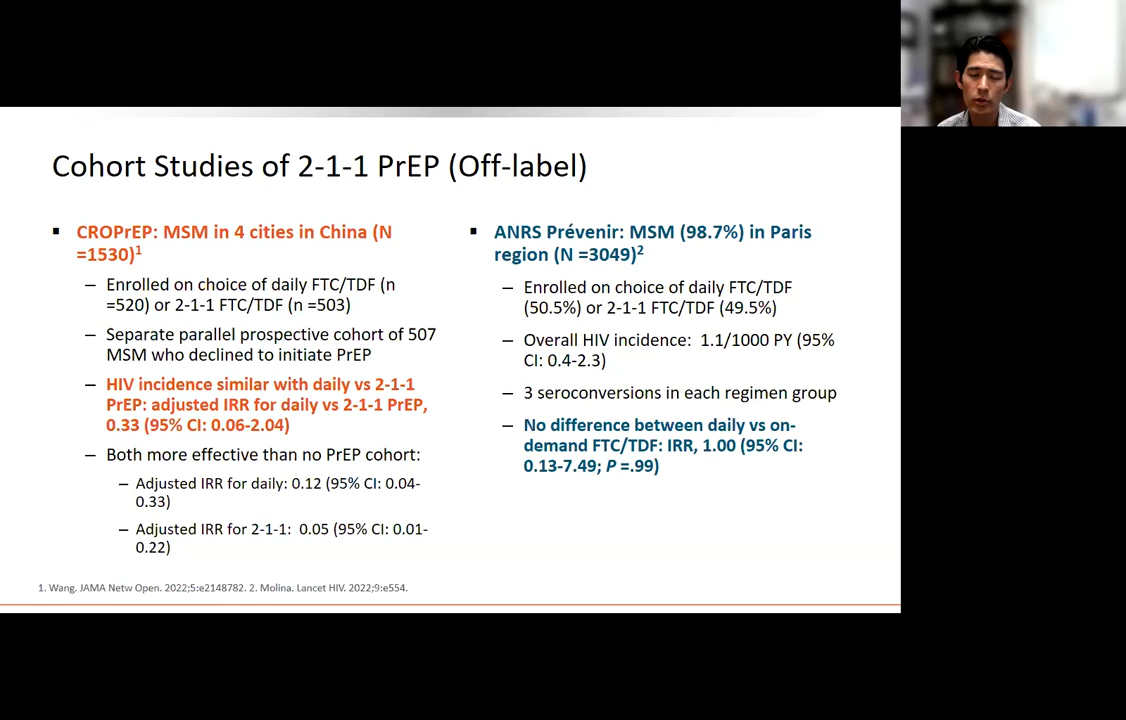 Cohort Studies of 2-1-1 PrEP (Off-label)
▪ CROPrEP: MSM in 4 cities in China (N
=1530)1
– Enrolled on choice of daily FTC/TDF (n
=520) or 2-1-1 FTC/TDF (n =503)
– Separate parallel prospective cohort of 507
MSM who declined to initiate PrEP
– HIV incidence similar with daily vs 2-1-1
PrEP: adjusted IRR for daily vs 2-1-1 PrEP,
0.33 (95% CI: 0.06-2.04)
– Both more effective than no PrEP cohort:
– Adjusted IRR for daily: 0.12 (95% CI: 0.04-
0.33)
– Adjusted IRR for 2-1-1: 0.05 (95% CI: 0.01-
0.22)
▪ ANRS Prévenir: MSM (98.7%) in Paris
region (N =3049)2
– Enrolled on choice of daily FTC/TDF
(50.5%) or 2-1-1 FTC/TDF (49.5%)
– Overall HIV incidence: 1.1/1000 PY (95%
CI: 0.4-2.3)
– 3 seroconversions in each regimen group
– No difference between daily vs on-
demand FTC/TDF: IRR, 1.00 (95% CI:
0.13-7.49; P =.99)
1. Wang. JAMA Netw Open. 2022;5:e2148782. 2. Molina. Lancet HIV. 2022;9:e554.